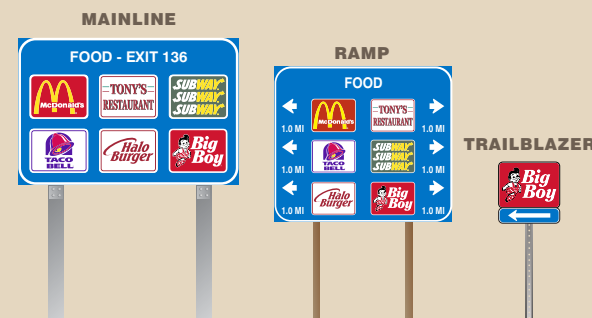 MAINLINE
FOOD - EXIT 136
McDonald's
TONY'S
RESTAURANT
SUBWAY
SUBWAY
SUBWAY
TACO
BELL
Halo
Burger
Big
Boy
RAMP
FOOD
McDonald's
TONY'S
RESTAURANT
1.0 MI
1.0 MI
TACO
BELL
SUBWAY
SUBWAY
SUBWAY
1.0 MI
1.0 MI
Halo
Burger
Big
Boy
1.0 MI
1.0 MI
TRAILBLAZER
Big
Boy